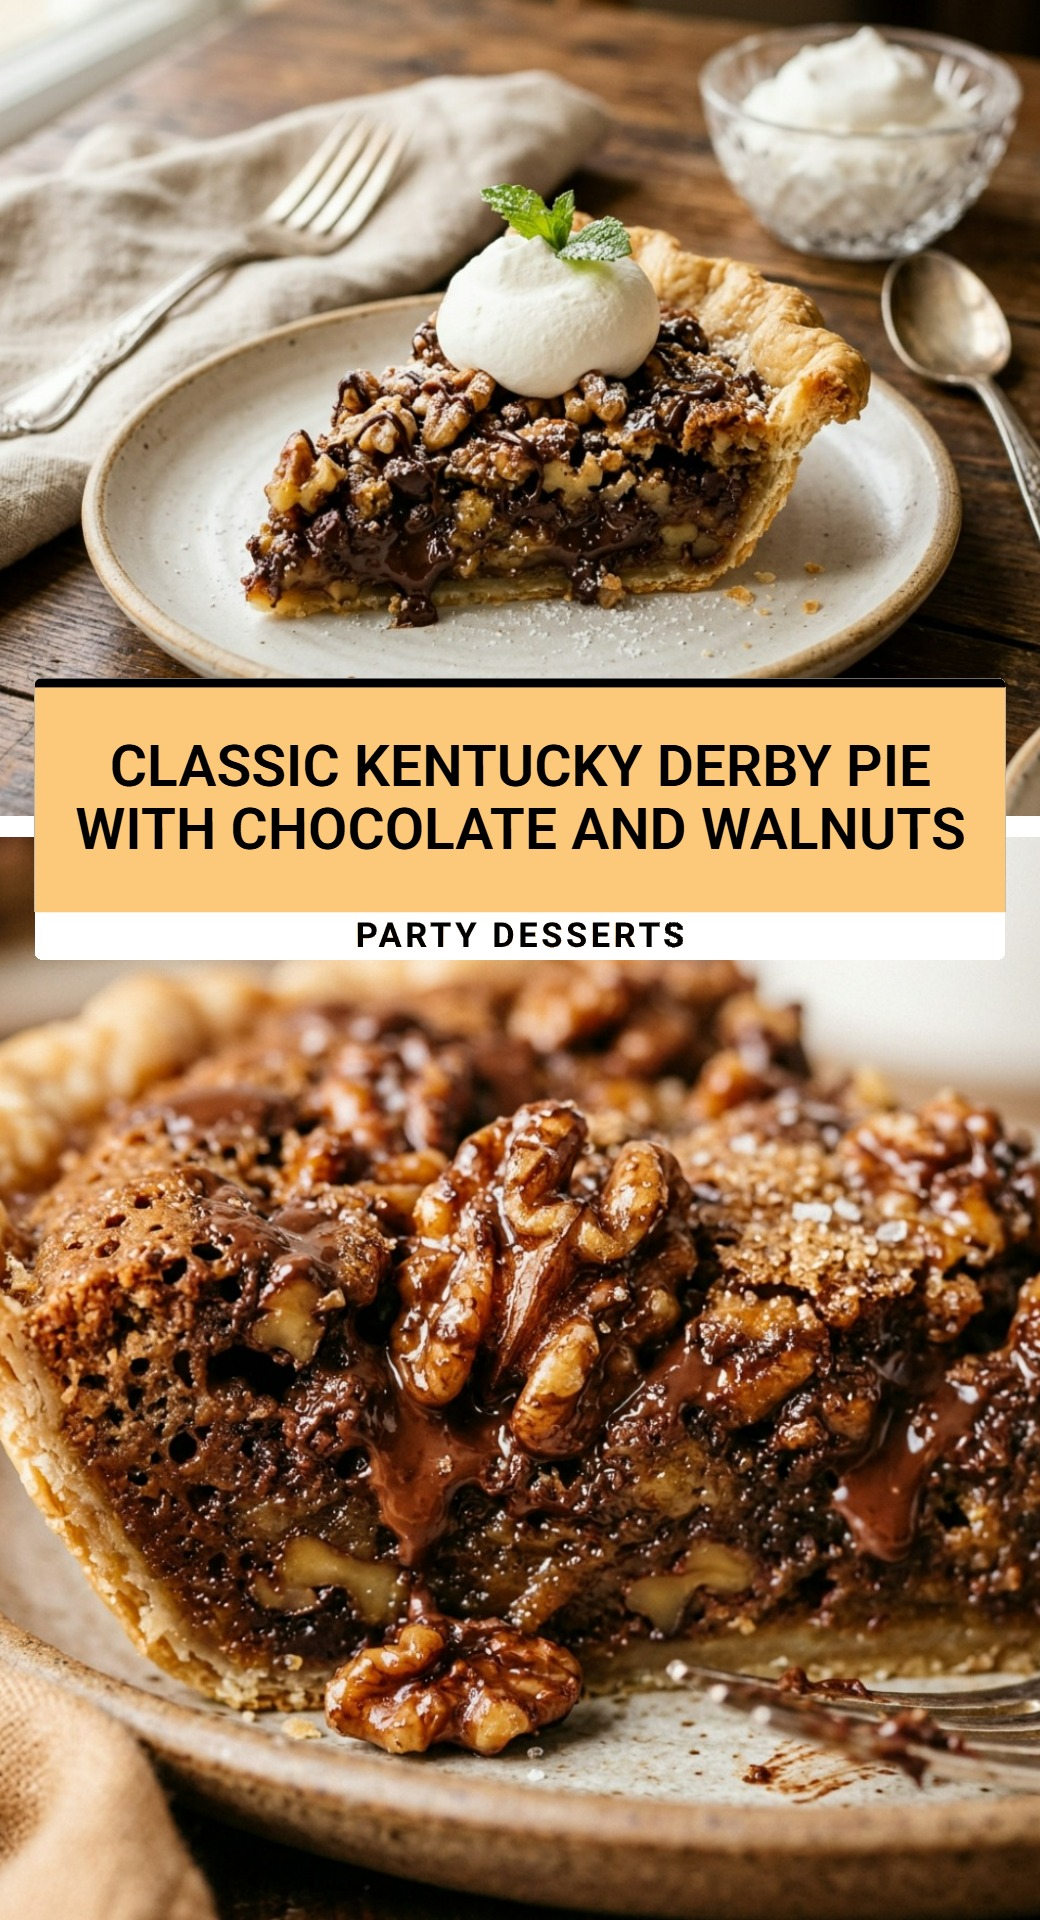 CLASSIC KENTUCKY DERBY PIE
WITH CHOCOLATE AND WALNUTS
PARTY DESSERTS